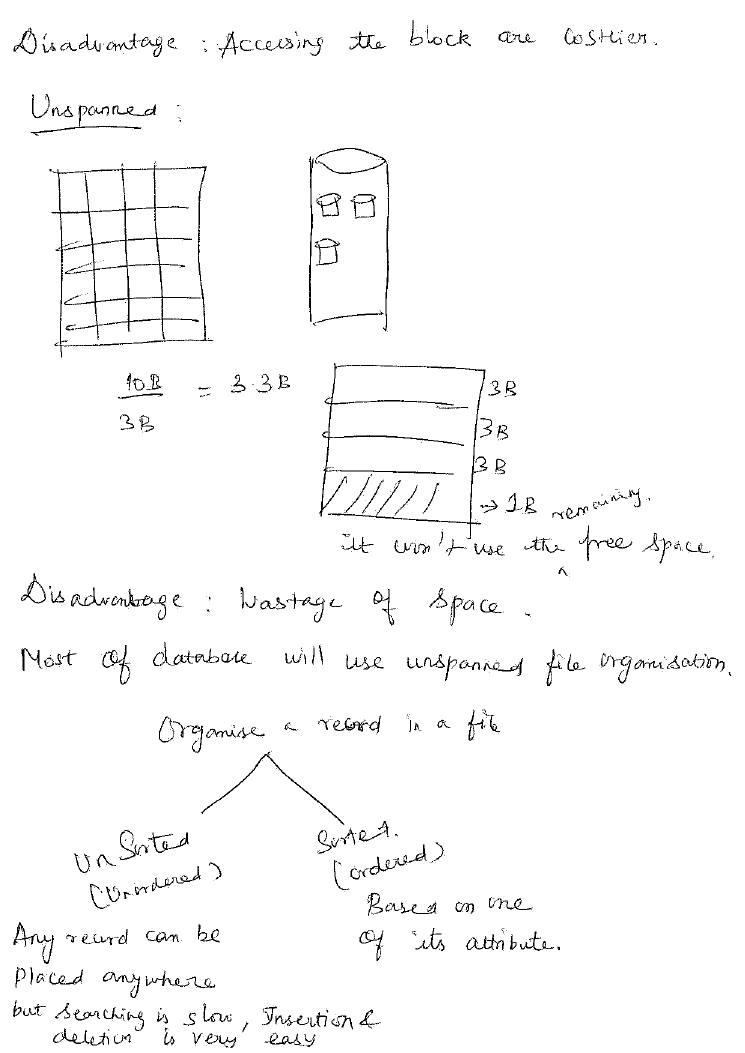 Disadvantage : Accessing the block are costlier.
Unspanned :
10B / 3B = 3.3B
3B
3B
3B
→ 1B remaining.
It won't use the free space.
Disadvantage : Wastage of space.
Most of database will use unspanned file organisation.
Organise a record in a file
UnSorted
(Unordered)
Sorted.
(ordered)
Based on one
of its attribute.
Any record can be
placed anywhere
but searching is slow, Insertion &
deletion is very easy